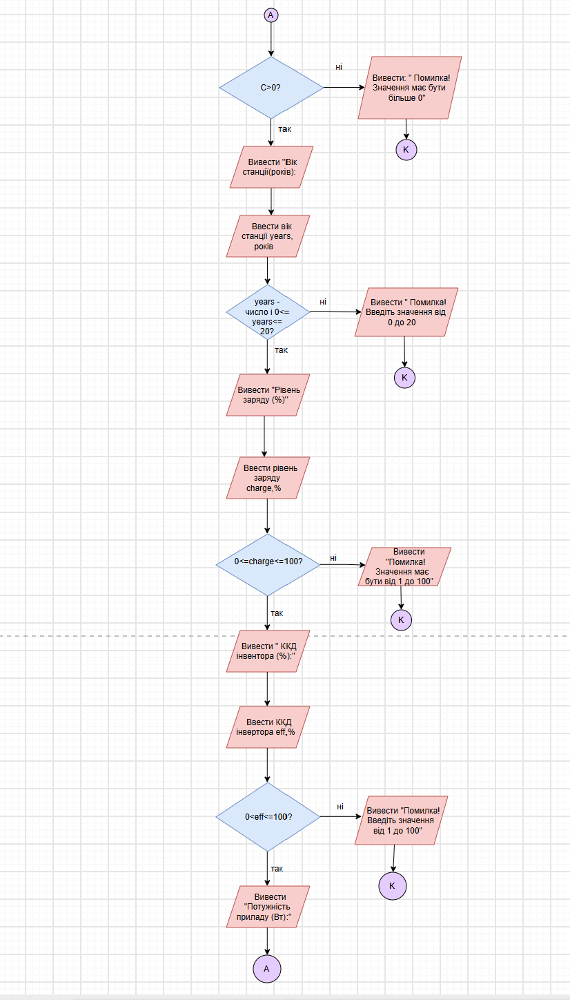 A
C>0?
ні
Вивести: " Помилка!
Значення має бути
більше 0"
K
так
Вивести "Вік
станції(років):
Ввести вік
станції years,
років
years -
число і 0<=
years<=
20?
ні
Вивести " Помилка!
Введіть значення від
0 до 20
K
так
Вивести "Рівень
заряду (%)''
Ввести рівень
заряду
charge,%
0<=charge<=100?
ні
Вивести
"Помилка!
Значення має
бути від 1 до 100"
K
так
Вивести " ККД
інвентора (%):"
Ввести ККД
інвертора eff,%
0<eff<=100?
ні
Вивести "Помилка!
Введіть значення
від 1 до 100"
K
так
Вивести
"Потужність
приладу (Вт):"
A